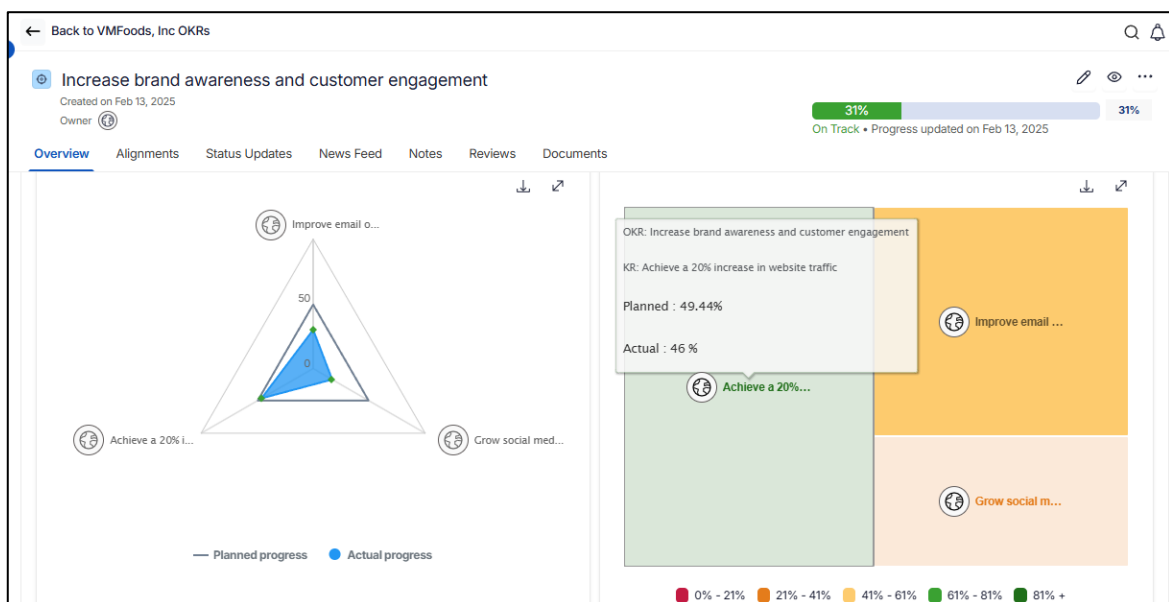 Back to VMFoods, Inc OKRs
Increase brand awareness and customer engagement
Created on Feb 13, 2025
Owner
31%
31%
On Track • Progress updated on Feb 13, 2025
Overview Alignments Status Updates News Feed Notes Reviews Documents
Improve email o...
50
0
Achieve a 20% i...
Grow social med...
Planned progress Actual progress
OKR: Increase brand awareness and customer engagement
KR: Achieve a 20% increase in website traffic
Planned : 49.44%
Actual : 46 %
Improve email ...
Achieve a 20%...
Grow social m...
0% - 21% 21% - 41% 41% - 61% 61% - 81% 81% +